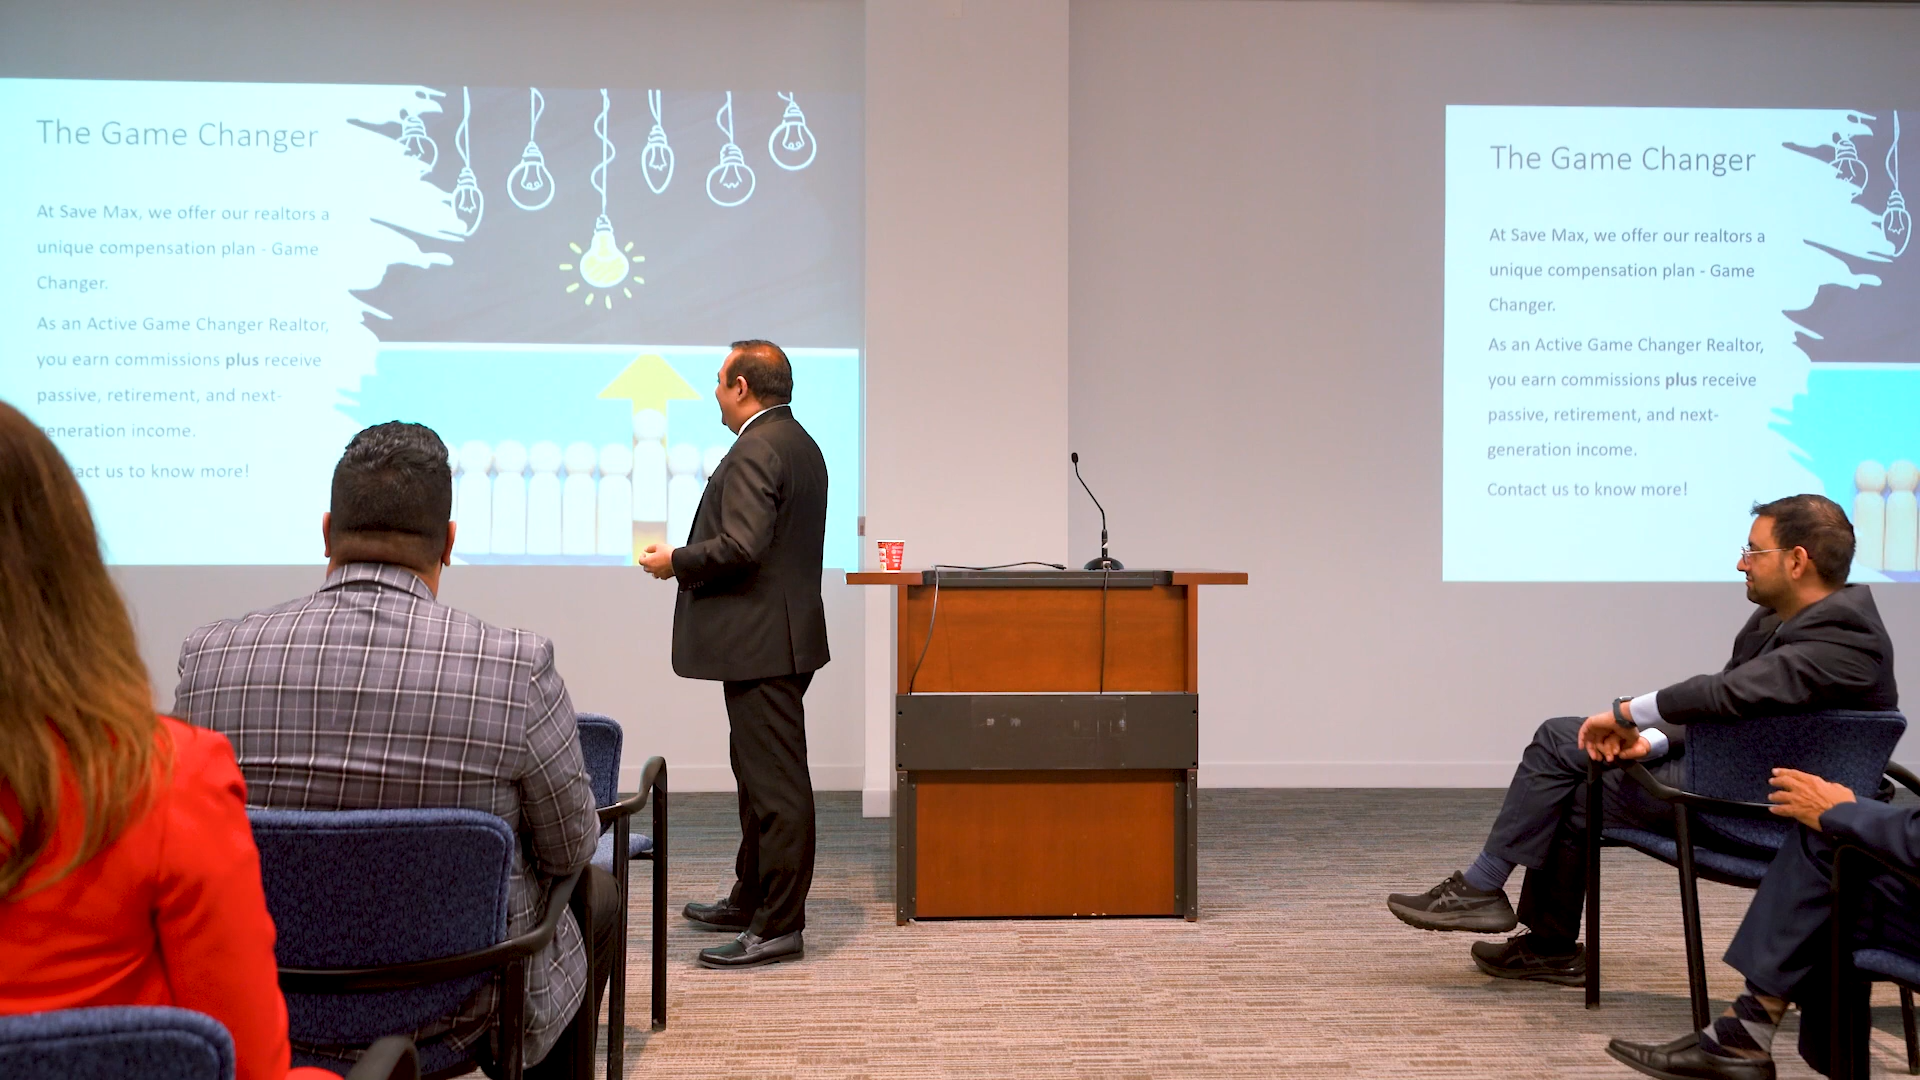 The Game Changer
At Save Max, we offer our realtors a
unique compensation plan - Game
Changer.
As an Active Game Changer Realtor,
you earn commissions plus receive
passive, retirement, and next-
generation income.
act us to know more!
The Game Changer
At Save Max, we offer our realtors a
unique compensation plan - Game
Changer.
As an Active Game Changer Realtor,
you earn commissions plus receive
passive, retirement, and next-
generation income.
Contact us to know more!